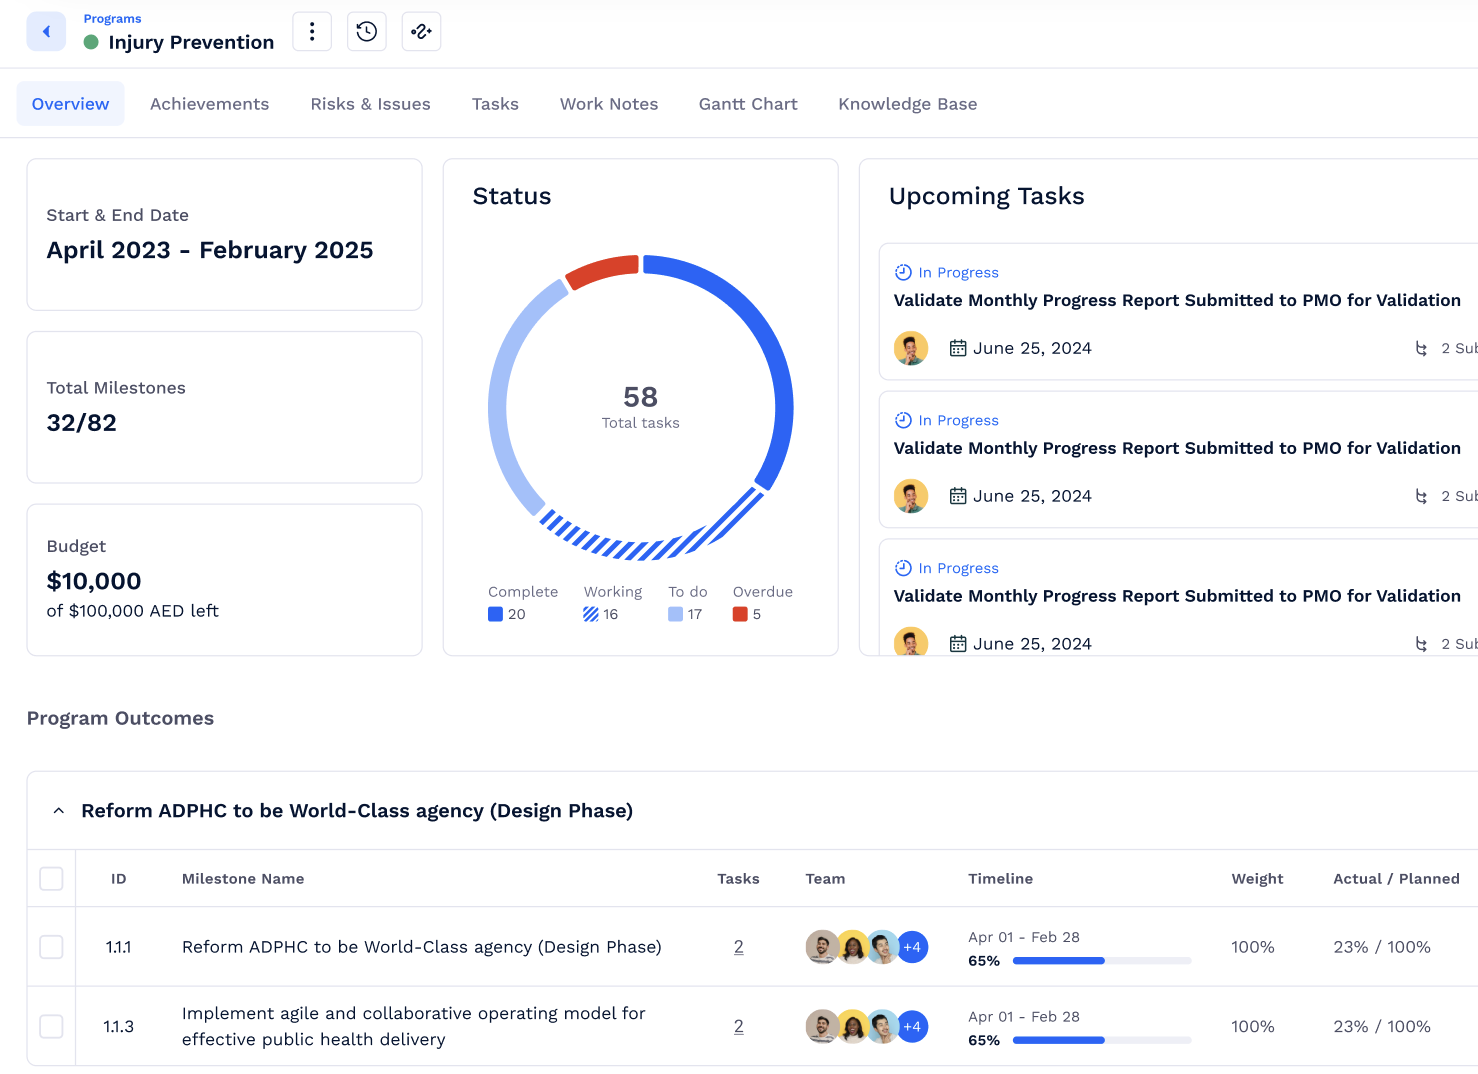 Programs
Injury Prevention
Overview
Achievements
Risks & Issues
Tasks
Work Notes
Gantt Chart
Knowledge Base
Start & End Date
April 2023 - February 2025
Total Milestones
32/82
Budget
$10,000
of $100,000 AED left
Status
58
Total tasks
Complete
20
Working
16
To do
17
Overdue
5
Upcoming Tasks
In Progress
Validate Monthly Progress Report Submitted to PMO for Validation
June 25, 2024
2 Sub
In Progress
Validate Monthly Progress Report Submitted to PMO for Validation
June 25, 2024
2 Sub
In Progress
Validate Monthly Progress Report Submitted to PMO for Validation
June 25, 2024
2 Sub
Program Outcomes
Reform ADPHC to be World-Class agency (Design Phase)
ID
Milestone Name
Tasks
Team
Timeline
Weight
Actual / Planned
1.1.1
Reform ADPHC to be World-Class agency (Design Phase)
2
+4
Apr 01 - Feb 28
65%
100%
23% / 100%
1.1.3
Implement agile and collaborative operating model for
effective public health delivery
2
+4
Apr 01 - Feb 28
65%
100%
23% / 100%